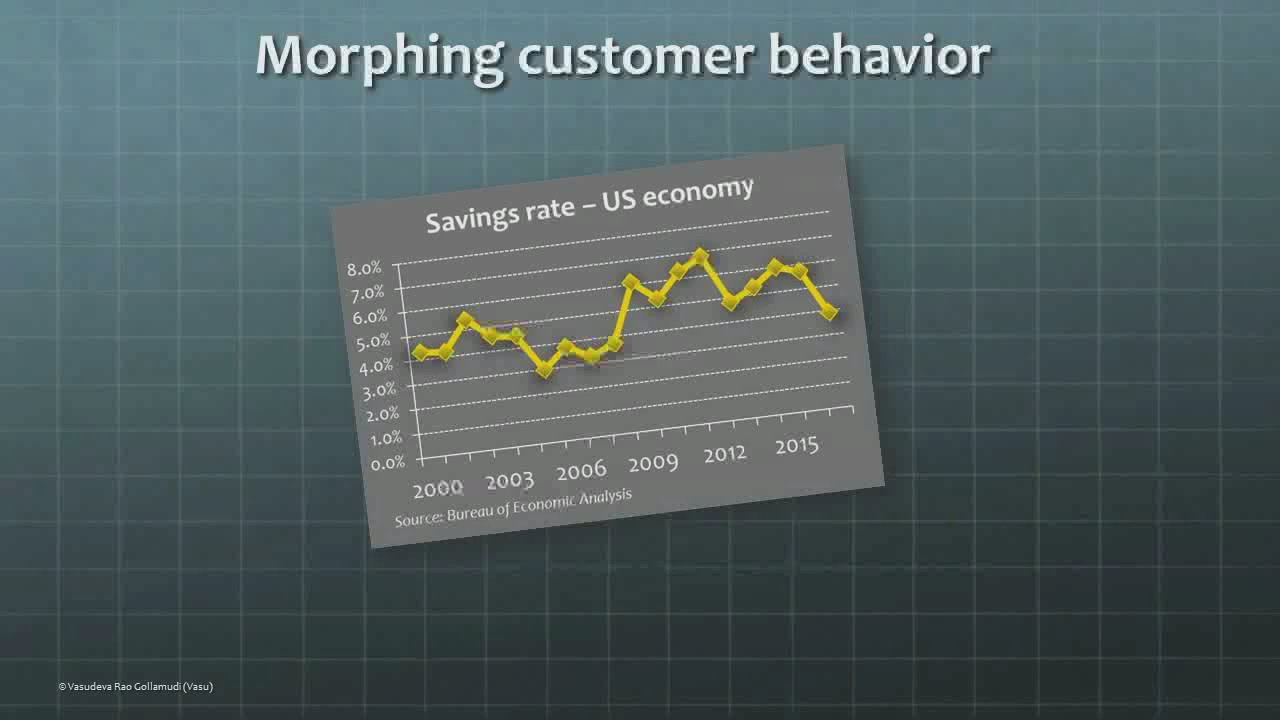 Morphing customer behavior
Savings rate – US economy
8.0%
7.0%
6.0%
5.0%
4.0%
3.0%
2.0%
1.0%
0.0%
2000 2003 2006 2009 2012 2015
Source: Bureau of Economic Analysis
© Vasudeva Rao Gollamudi (Vasu)